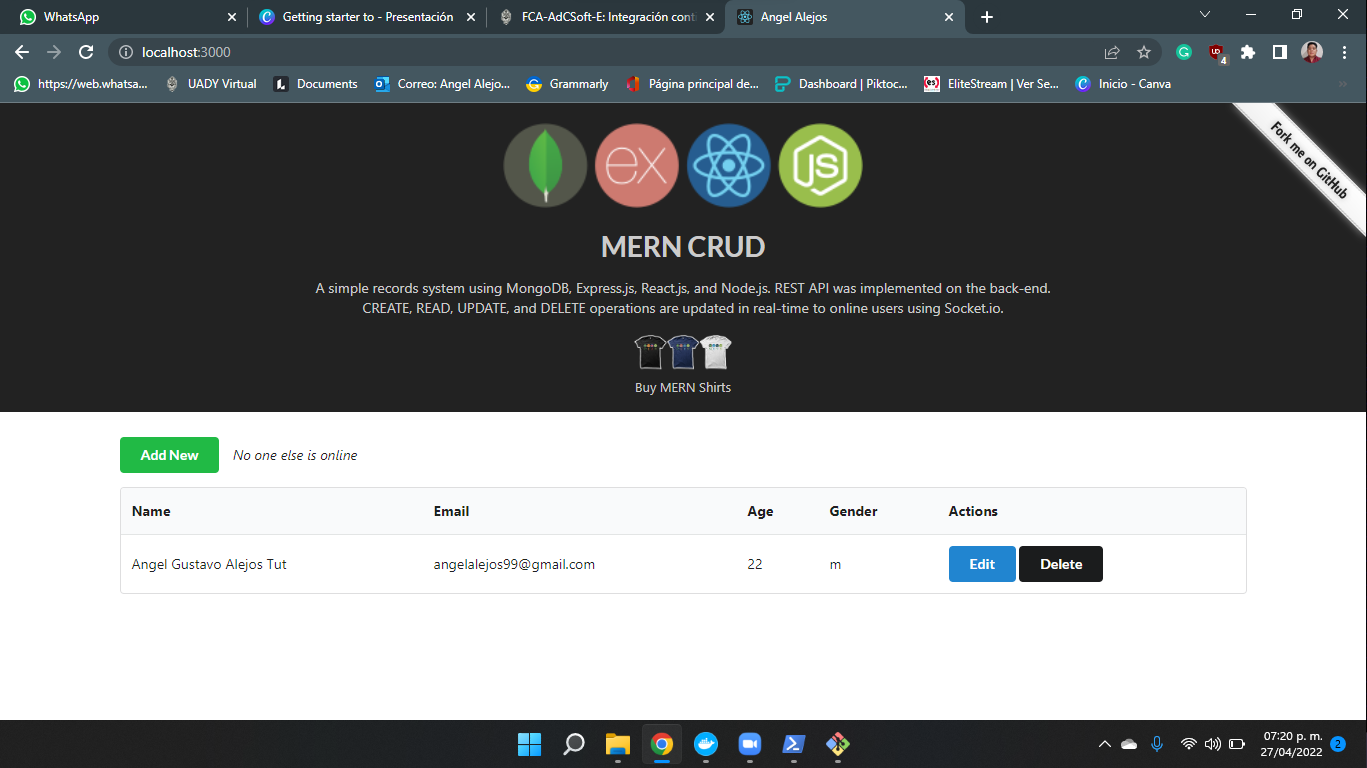 WhatsApp
Getting starter to - Presentación
FCA-AdCSoft-E: Integración conti
Angel Alejos
localhost:3000
4
https://web.whatsa...
UADY Virtual
Documents
Correo: Angel Alejo...
Grammarly
Página principal de...
Dashboard | Piktoc...
EliteStream | Ver Se...
Inicio - Canva
Fork me on GitHub
ex
JS
MERN CRUD
A simple records system using MongoDB, Express.js, React.js, and Node.js. REST API was implemented on the back-end.
CREATE, READ, UPDATE, and DELETE operations are updated in real-time to online users using Socket.io.
Buy MERN Shirts
Add New No one else is online
Name Email Age Gender Actions
Angel Gustavo Alejos Tut angelalejos99@gmail.com 22 m Edit Delete
07:20 p. m.
27/04/2022
2